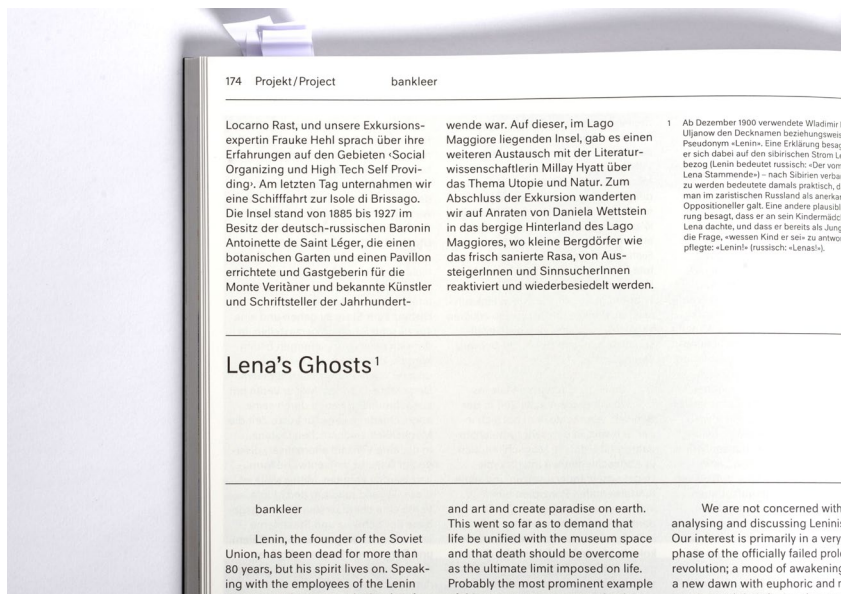 174 Projekt/Project bankleer
Locarno Rast, und unsere Exkursions-
expertin Frauke Hehl sprach über ihre
Erfahrungen auf den Gebieten ‹Social
Organizing und High Tech Self Provi-
ding›. Am letzten Tag unternahmen wir
eine Schifffahrt zur Isole di Brissago.
Die Insel stand von 1885 bis 1927 im
Besitz der deutsch-russischen Baronin
Antoinette de Saint Léger, die einen
botanischen Garten und einen Pavillon
errichtete und Gastgeberin für die
Monte Veritàner und bekannte Künstler
und Schriftsteller der Jahrhundert-
wende war. Auf dieser, im Lago
Maggiore liegenden Insel, gab es einen
weiteren Austausch mit der Literatur-
wissenschaftlerin Millay Hyatt über
das Thema Utopie und Natur. Zum
Abschluss der Exkursion wanderten
wir auf Anraten von Daniela Wettstein
in das bergige Hinterland des Lago
Maggiores, wo kleine Bergdörfer wie
das frisch sanierte Rasa, von Aus-
steigerInnen und SinnsucherInnen
reaktiviert und wiederbesiedelt werden.
1 Ab Dezember 1900 verwendete Wladimir
Uljanow den Decknamen
Pseudonym «Lenin». Eine Erklärung
er sich dabei auf den sibirischen Strom
bezog (Lenin bedeutet russisch: «Der vom
Lena Stammende») – nach Sibirien
zu werden bedeutete damals praktisch,
man im zaristischen Russland als
Oppositioneller galt. Eine andere
rung besagt, dass er an sein
Lena dachte, und dass er bereits als
die Frage, «wessen Kind er sei» zu
pflegte: «Lenin!» (russisch: «Lenas!»).
Lena's Ghosts1
bankleer
Lenin, the founder of the Soviet
Union, has been dead for more than
80 years, but his spirit lives on. Speak-
ing with the employees of the Lenin
and art and create paradise on earth.
This went so far as to demand that
life be unified with the museum space
and that death should be overcome
as the ultimate limit imposed on life.
Probably the most prominent example
We are not concerned with
analysing and discussing
Our interest is primarily in a very
phase of the officially failed
revolution; a mood of awakening
a new dawn with euphoric and